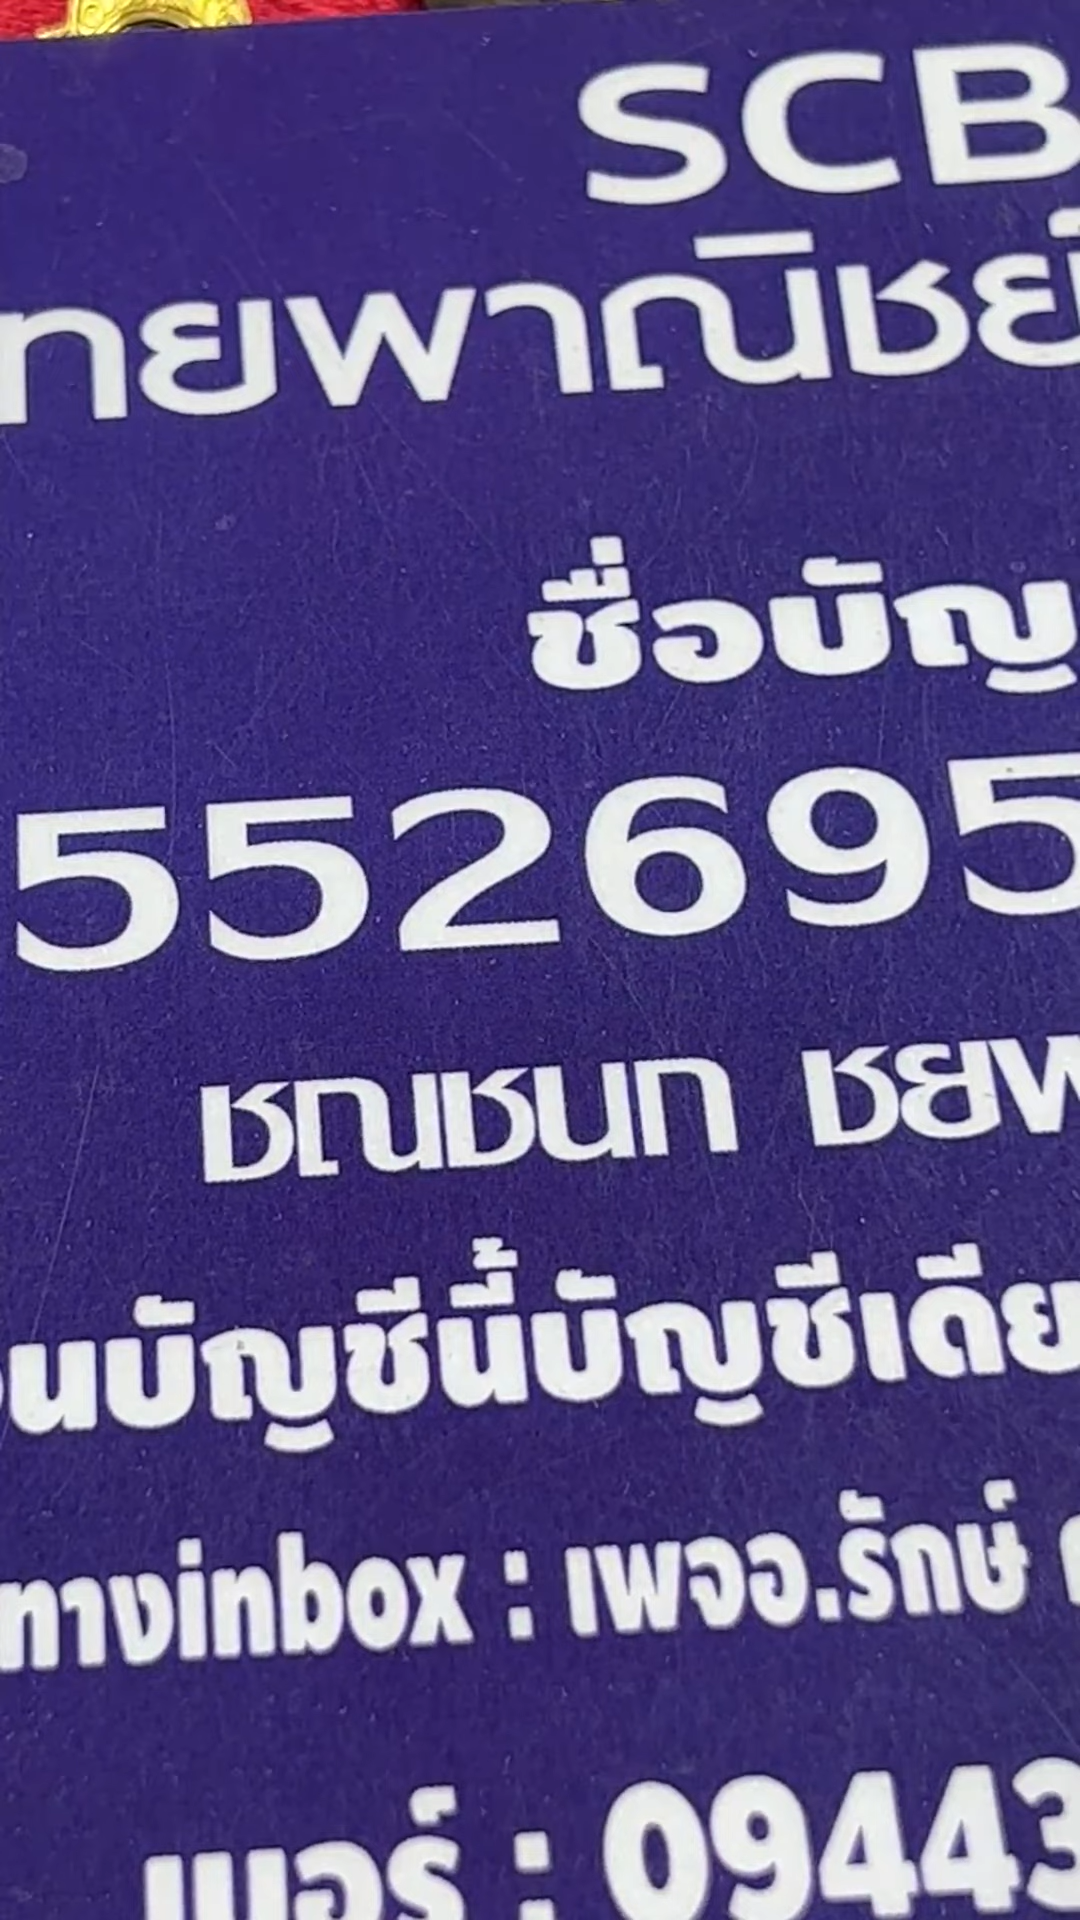 SCB
ทยพาณิชย์
ชื่อบัญ
552695
ชณชนก ชยพ
อนบัญชีนี้บัญชีเดีย
ทางinbox : เพจอ.รักษ์
เบอร์ : 09443